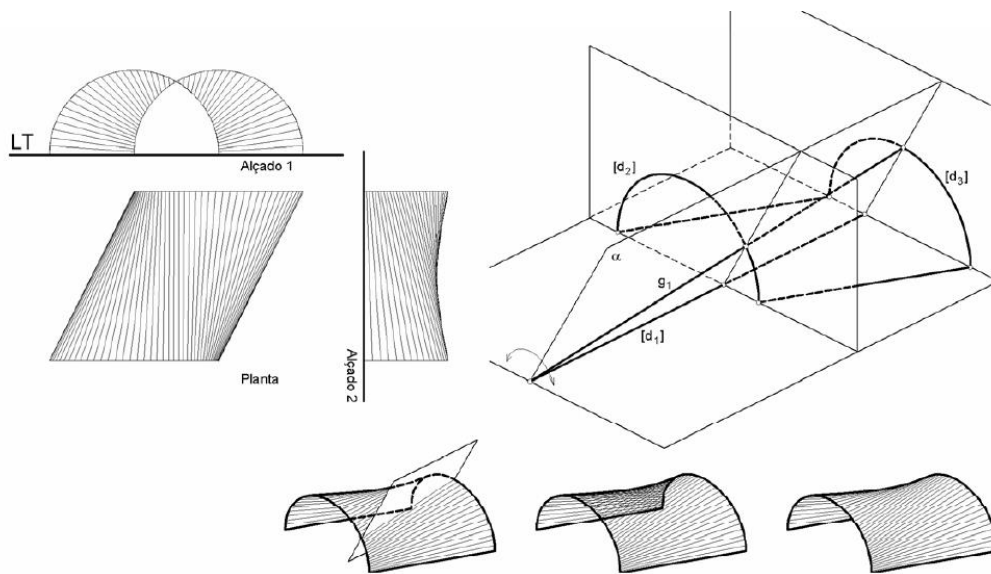 LT
Alçado 1
Planta
Alçado 2
[d₂]
[d₃]
α
g₁
[d₁]